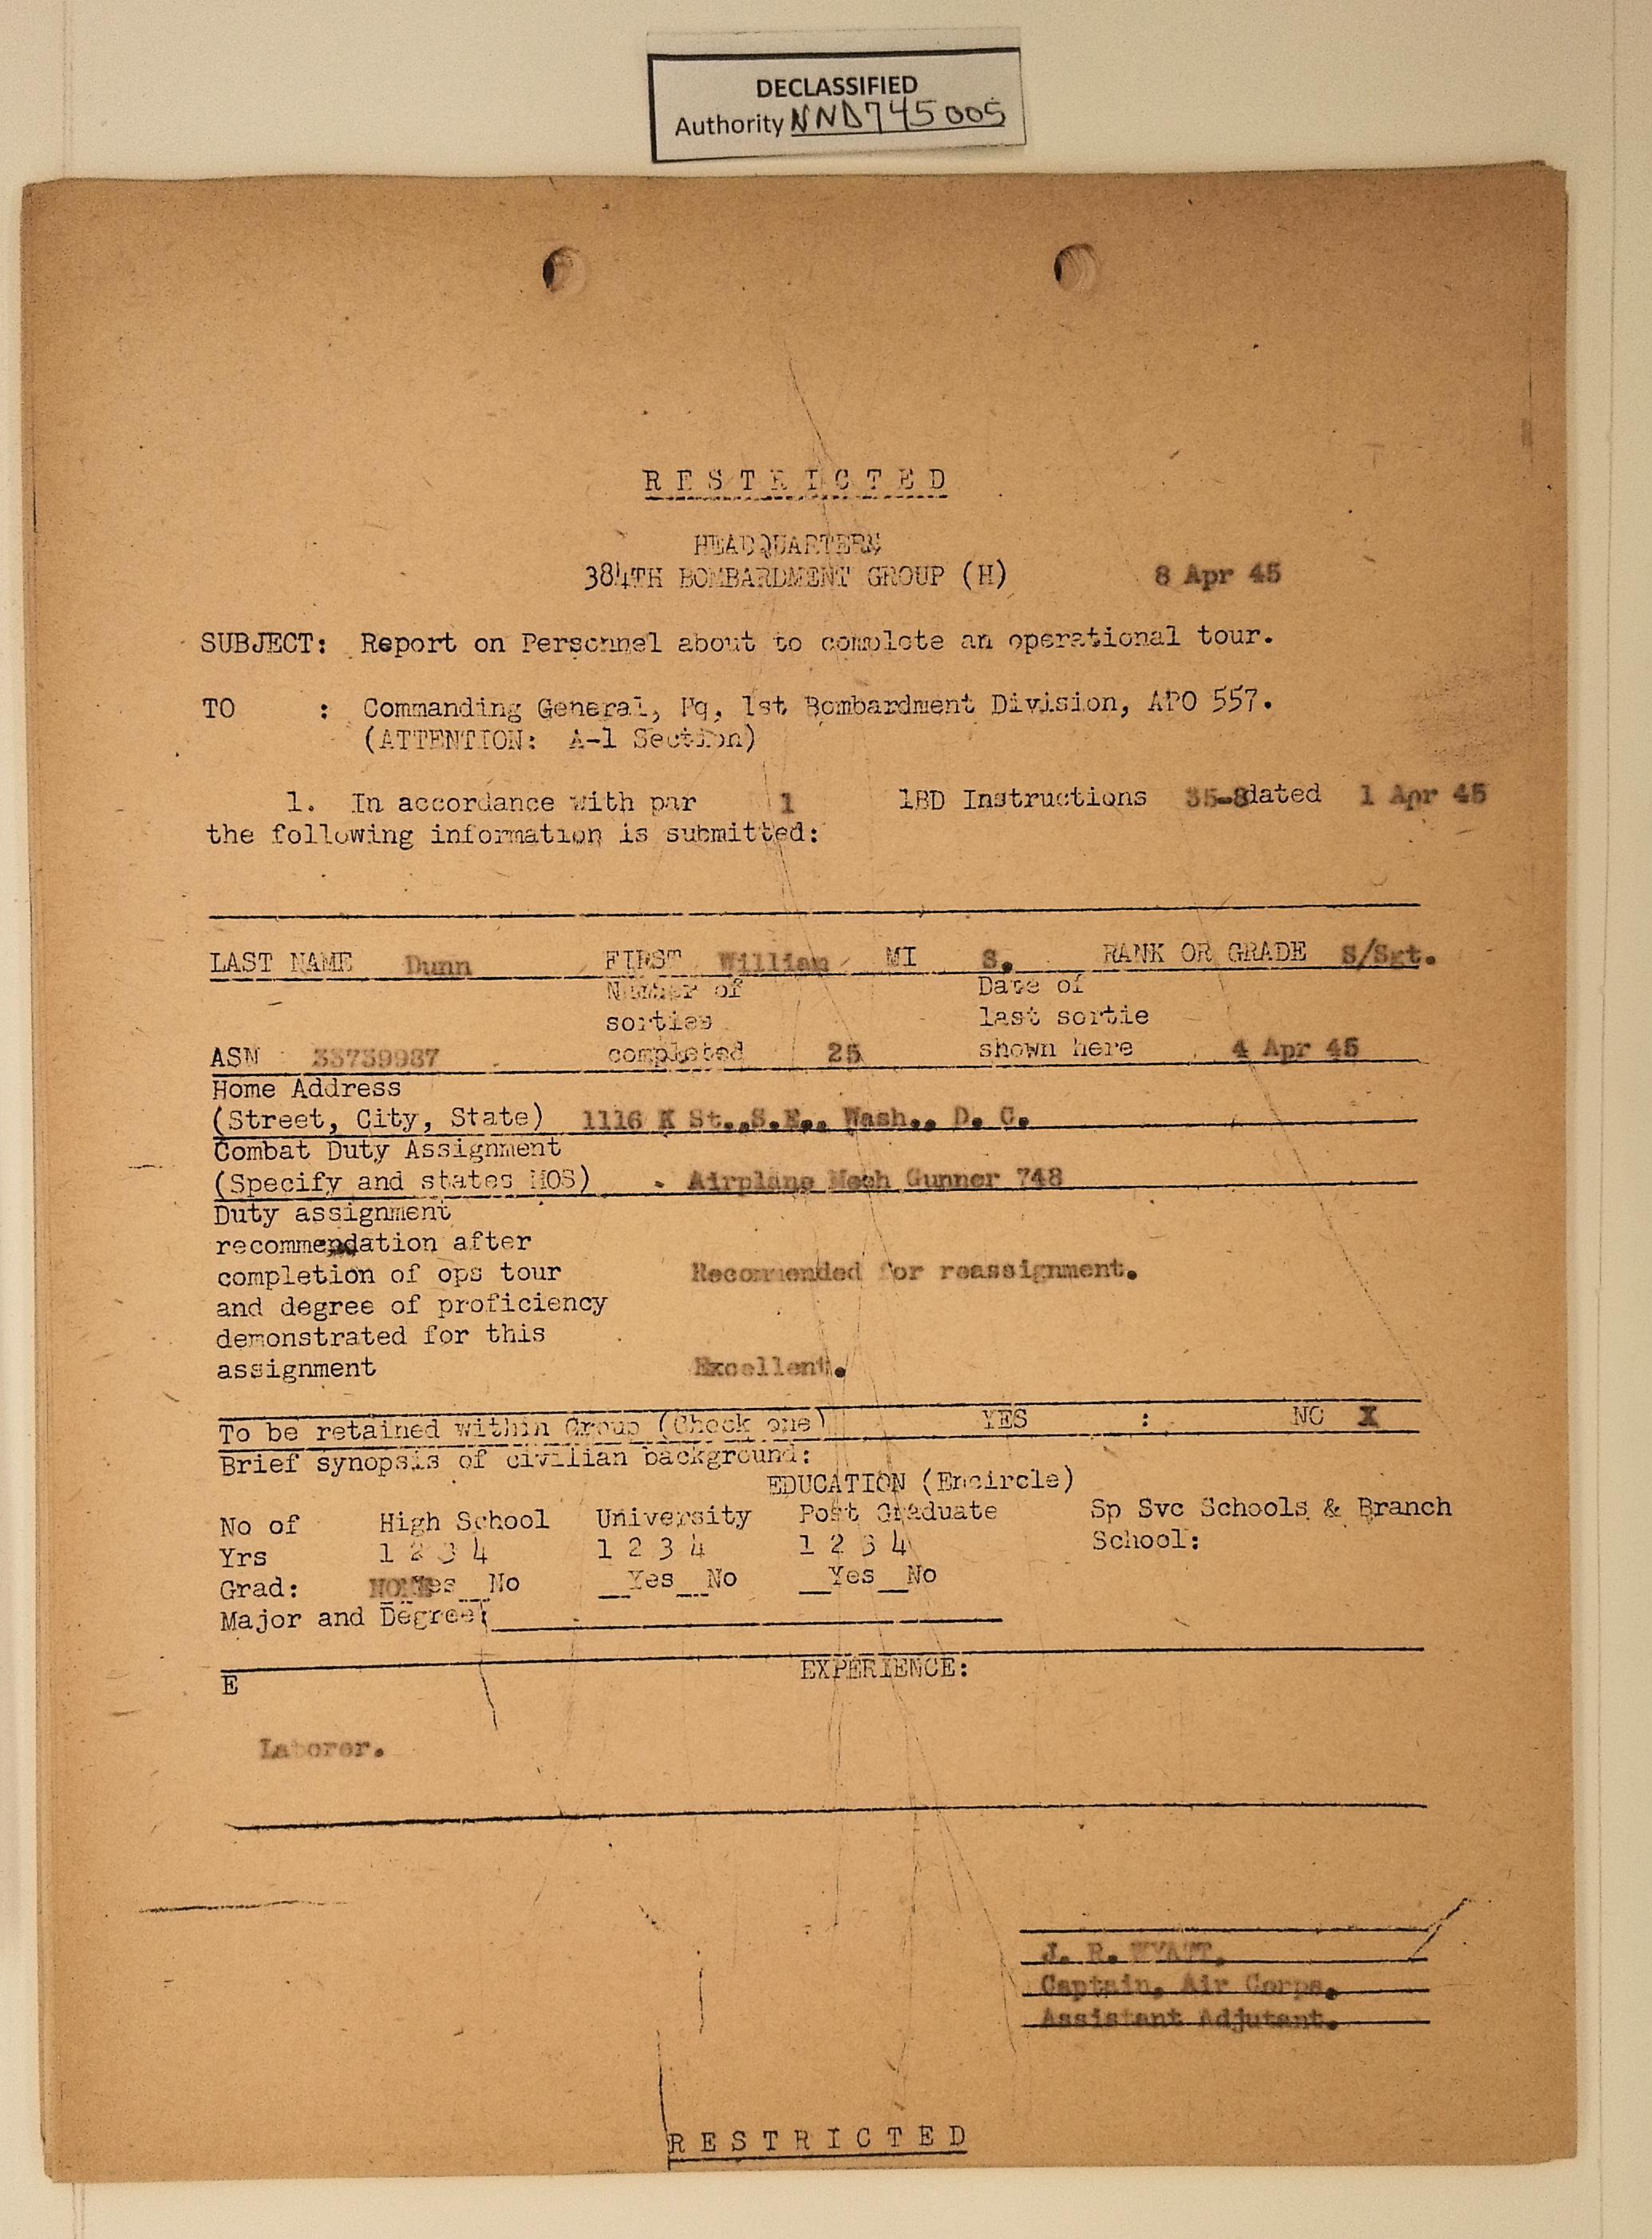 DECLASSIFIED
Authority NND745005
R E S T R I C T E D
HEADQUARTERS
384TH BOMBARDMENT GROUP (H) 8 Apr 45
SUBJECT: Report on Personnel about to complete an operational tour.
TO : Commanding General, Hq, 1st Bombardment Division, APO 557.
(ATTENTION: A-1 Section)
1. In accordance with par 1 1BD Instructions 35-8 dated 1 Apr 45
the following information is submitted:
LAST NAME Dunn FIRST William MI S. RANK OR GRADE S/Sgt.
Number of Date of
sorties last sortie
ASN 33739987 completed 25 shown here 4 Apr 45
Home Address
(Street, City, State) 1116 K St.,S.E., Wash., D. C.
Combat Duty Assignment
(Specify and states MOS) - Airplane Mech Gunner 748
Duty assignment
recommendation after
completion of ops tour Recommended for reassignment.
and degree of proficiency
demonstrated for this
assignment Excellent.
To be retained within Group (Check one) YES : NO X
Brief synopsis of civilian background:
EDUCATION (Encircle)
No of High School University Post Graduate Sp Svc Schools & Branch
Yrs 1 2 3 4 1 2 3 4 1 2 3 4 School:
Grad: NONE Yes __No __Yes __No __Yes __No
Major and Degree:
E EXPERIENCE:
Laborer.
J. R. WYATT,
Captain, Air Corps,
Assistant Adjutant.
R E S T R I C T E D